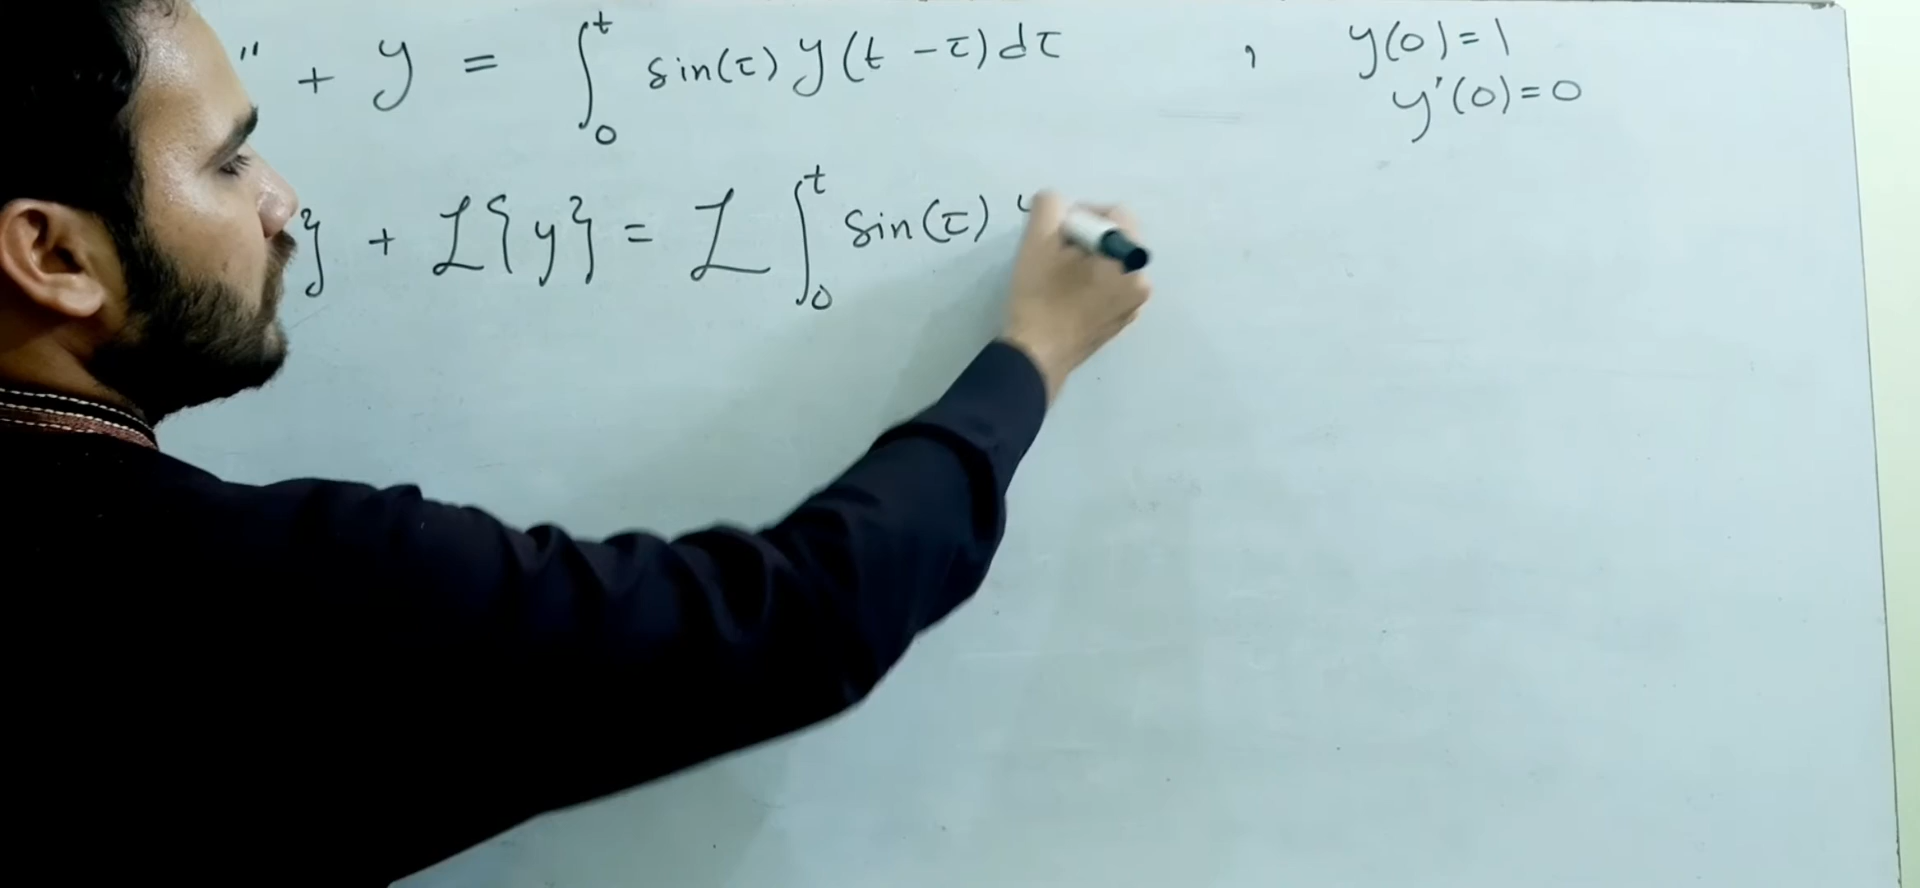 " + y = ∫₀ᵗ sin(τ) y(t - τ) dτ , y(0) = 1
y'(0) = 0
} + ℒ{y} = ℒ ∫₀ᵗ sin(τ)